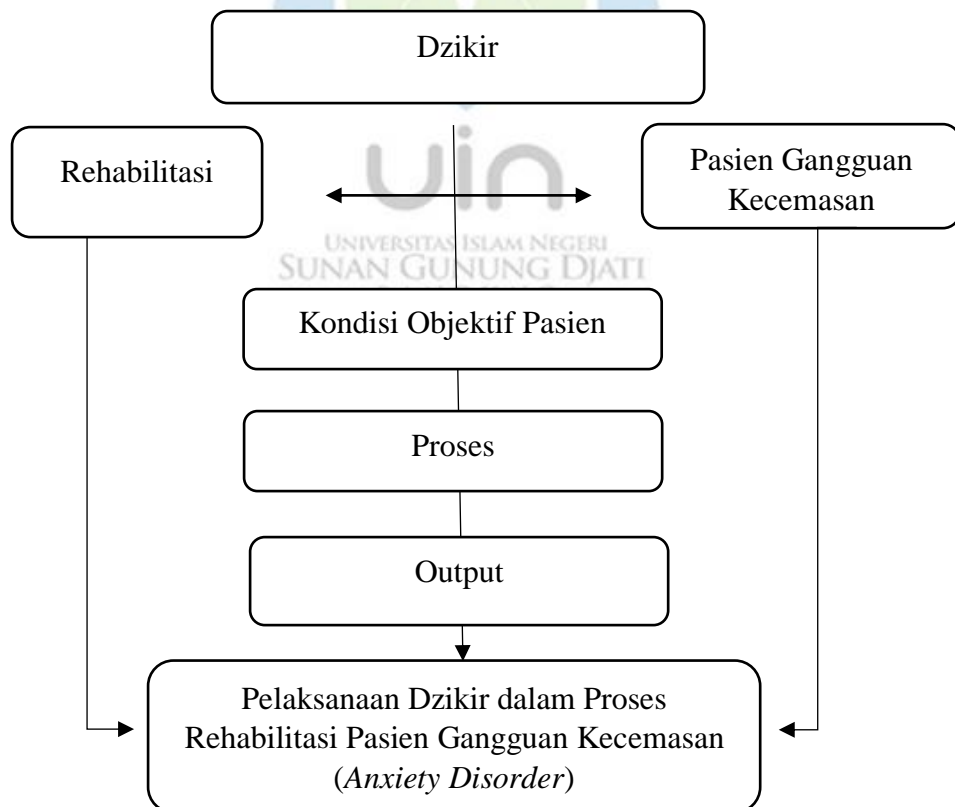 Dzikir
Rehabilitasi
Pasien Gangguan
Kecemasan
uin
UNIVERSITAS ISLAM NEGERI
SUNAN GUNUNG DJATI
Kondisi Objektif Pasien
Proses
Output
Pelaksanaan Dzikir dalam Proses
Rehabilitasi Pasien Gangguan Kecemasan
(Anxiety Disorder)